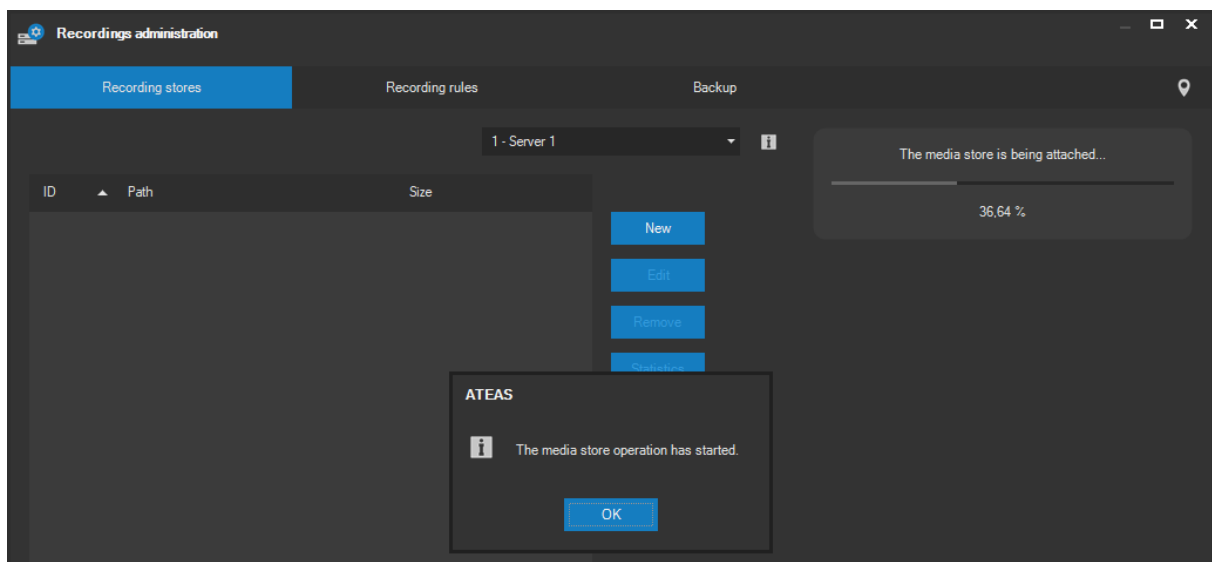 Recordings administration
Recording stores
Recording rules
Backup
1 - Server 1
The media store is being attached...
36,64 %
ID
Path
Size
New
Edit
Remove
Statistics
ATEAS
The media store operation has started.
OK